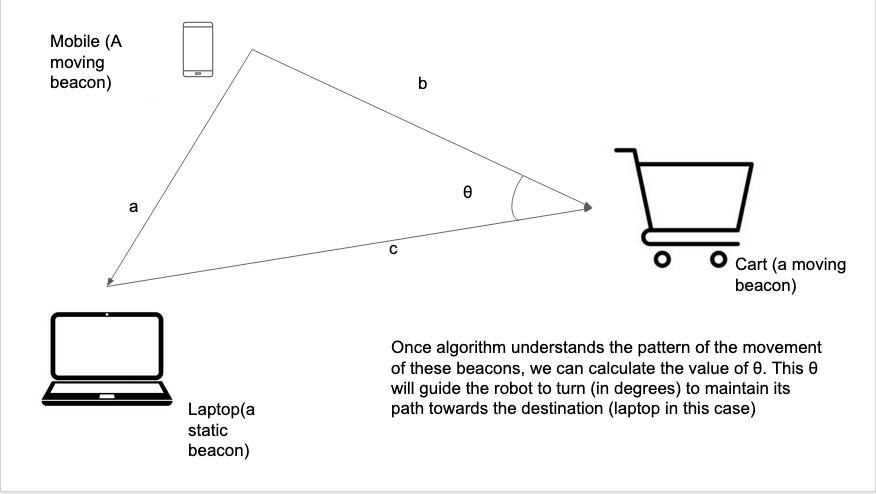 Mobile (A
moving
beacon)
b
a
θ
c
Cart (a moving
beacon)
Once algorithm understands the pattern of the movement
of these beacons, we can calculate the value of θ. This θ
will guide the robot to turn (in degrees) to maintain its
path towards the destination (laptop in this case)
Laptop(a
static
beacon)